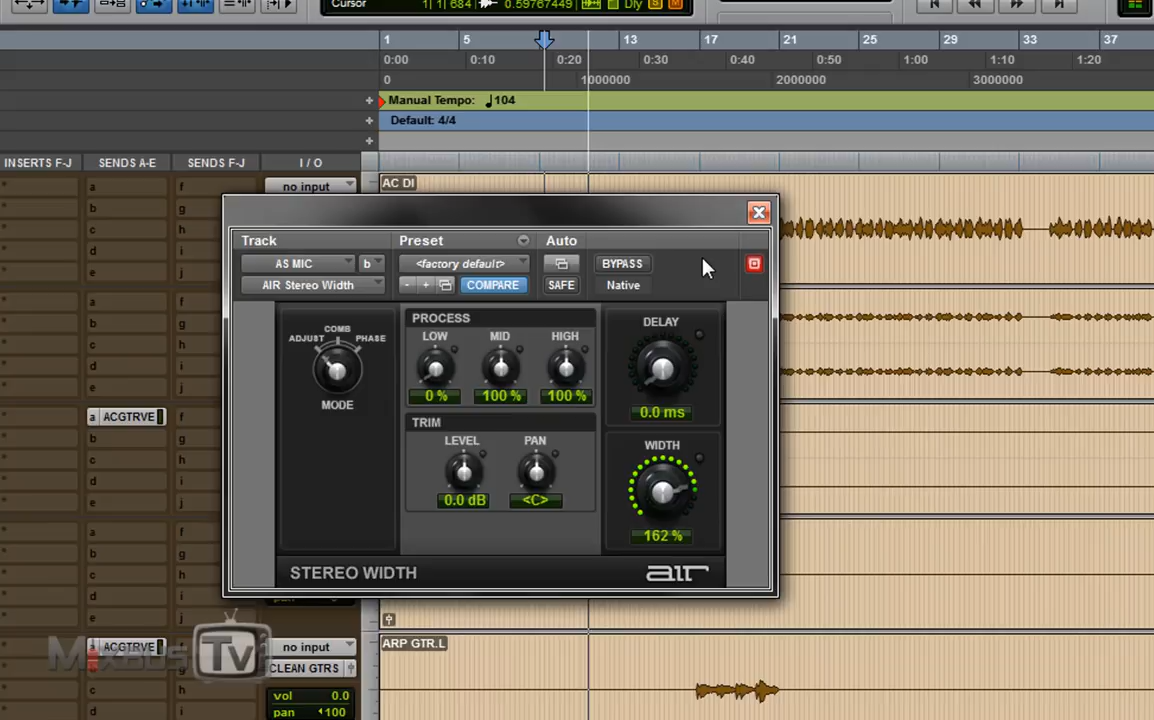 Cursor 1| 1| 684 0.59767449 Dly S M
1 5 13 17 21 25 29 33 37
0:00 0:10 0:20 0:30 0:40 0:50 1:00 1:10 1:20
0 1000000 2000000 3000000
+ Manual Tempo: ♩104
+ Default: 4/4
+
INSERTS F-J SENDS A-E SENDS F-J I / O
a f no input AC DI
b g
c h
d i
e j
Track Preset Auto
AS MIC b <factory default> BYPASS
AIR Stereo Width - + COMPARE SAFE Native
a f
b g
c h
d i
e j
PROCESS DELAY
COMB
ADJUST PHASE
LOW MID HIGH
MODE
0 % 100 % 100 % 0.0 ms
TRIM
LEVEL PAN WIDTH
0.0 dB <C> 162 %
STEREO WIDTH air
a ACGTRVE f
b g
c h
d i
e j
a f
b g
c h
d i
e j
pan
a ACGTRVE no input ARP GTR.L
g CLEAN GTRS
c h vol 0.0
d i pan ‹100
MixbusTv